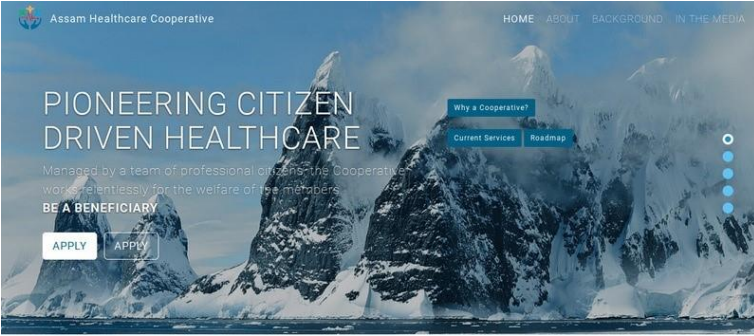 Assam Healthcare Cooperative
HOME ABOUT BACKGROUND IN THE MEDIA
PIONEERING CITIZEN
DRIVEN HEALTHCARE
Managed by a team of professional citizens, the Cooperative
works relentlessly for the welfare of the members.
BE A BENEFICIARY
APPLY APPLY
Why a Cooperative?
Current Services Roadmap